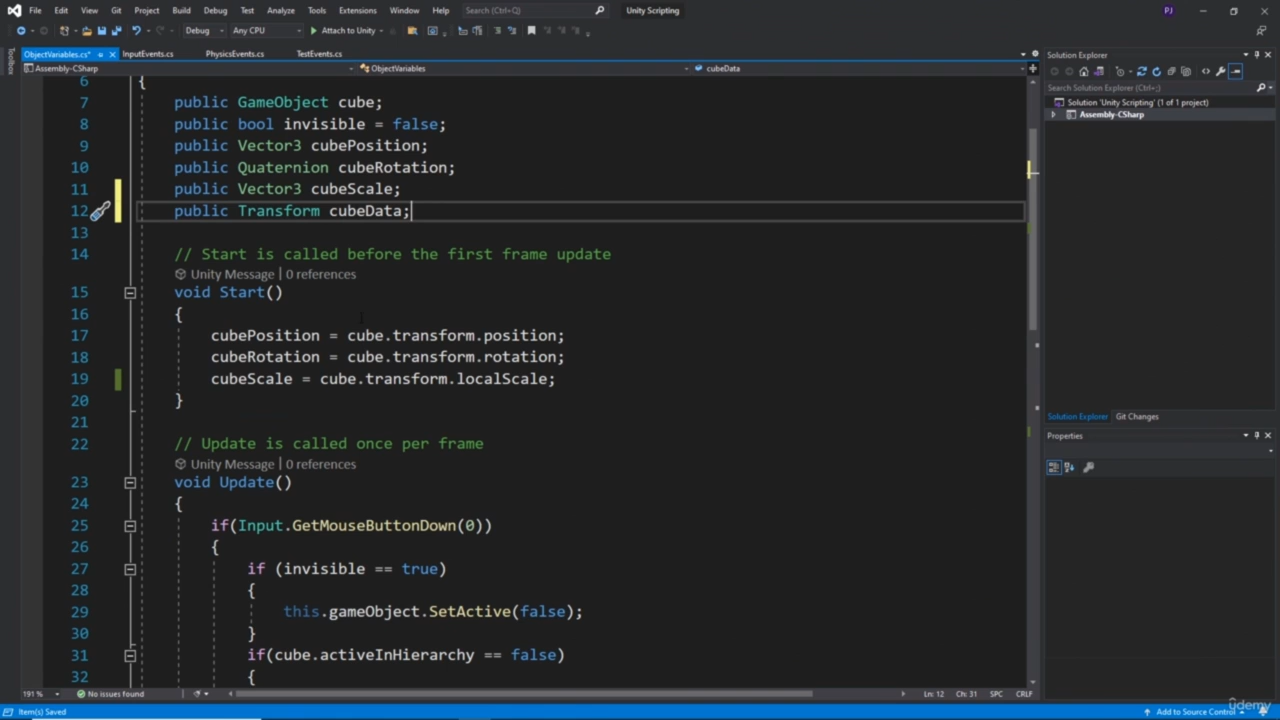 File Edit View Git Project Build Debug Test Analyze Tools Extensions Window Help Search (Ctrl+Q) Unity Scripting PJ
Debug Any CPU Attach to Unity
ObjectVariables.cs* InputEvents.cs PhysicsEvents.cs TestEvents.cs
Solution Explorer
Toolbox
Assembly-CSharp ObjectVariables cubeData
Search Solution Explorer (Ctrl+;)
Solution 'Unity Scripting' (1 of 1 project)
Assembly-CSharp
6 {
7 public GameObject cube;
8 public bool invisible = false;
9 public Vector3 cubePosition;
10 public Quaternion cubeRotation;
11 public Vector3 cubeScale;
12 public Transform cubeData;
13
14 // Start is called before the first frame update
Unity Message | 0 references
15 void Start()
16 {
17 cubePosition = cube.transform.position;
18 cubeRotation = cube.transform.rotation;
19 cubeScale = cube.transform.localScale;
20 }
21
22 // Update is called once per frame
Unity Message | 0 references
23 void Update()
24 {
25 if(Input.GetMouseButtonDown(0))
26 {
27 if (invisible == true)
28 {
29 this.gameObject.SetActive(false);
30 }
31 if(cube.activeInHierarchy == false)
32 {
Solution Explorer Git Changes
Properties
191 % No issues found Ln: 12 Ch: 31 SPC CRLF
Item(s) Saved Add to Source Control
ûdemy